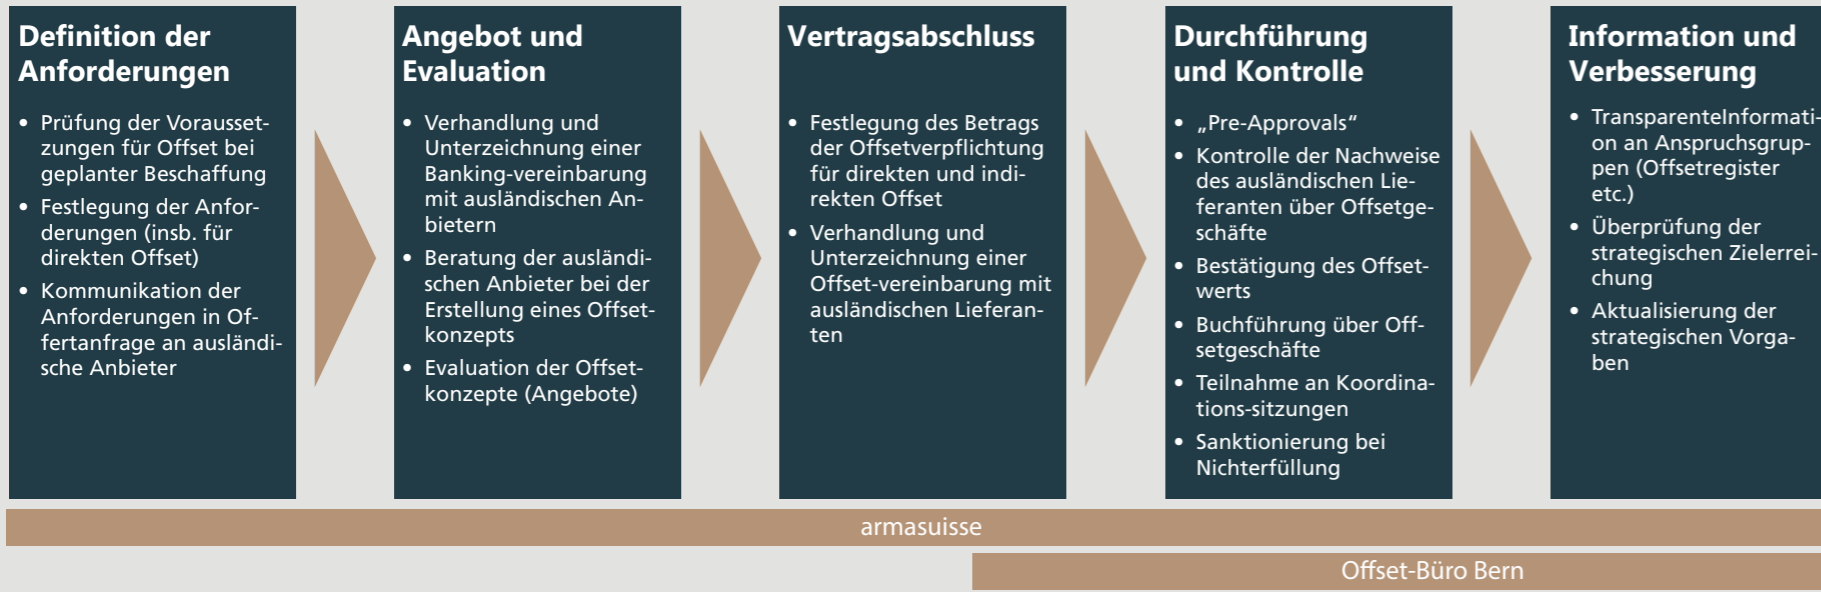 Definition der
Anforderungen
• Prüfung der Vorausset-
zungen für Offset bei
geplanter Beschaffung
• Festlegung der Anfor-
derungen (insb. für
direkten Offset)
• Kommunikation der
Anforderungen in Of-
fertanfrage an ausländi-
sche Anbieter
Angebot und
Evaluation
• Verhandlung und
Unterzeichnung einer
Banking-vereinbarung
mit ausländischen An-
bietern
• Beratung der ausländi-
schen Anbieter bei der
Erstellung eines Offset-
konzepts
• Evaluation der Offset-
konzepte (Angebote)
Vertragsabschluss
• Festlegung des Betrags
der Offsetverpflichtung
für direkten und indi-
rekten Offset
• Verhandlung und
Unterzeichnung einer
Offset-vereinbarung mit
ausländischen Lieferan-
ten
Durchführung
und Kontrolle
• „Pre-Approvals“
• Kontrolle der Nachweise
des ausländischen Lie-
feranten über Offsetge-
schäfte
• Bestätigung des Offset-
werts
• Buchführung über Off-
setgeschäfte
• Teilnahme an Koordina-
tions-sitzungen
• Sanktionierung bei
Nichterfüllung
Information und
Verbesserung
• TransparenteInformati-
on an Anspruchsgrup-
pen (Offsetregister
etc.)
• Überprüfung der
strategischen Zielerrei-
chung
• Aktualisierung der
strategischen Vorga-
ben
armasuisse
Offset-Büro Bern